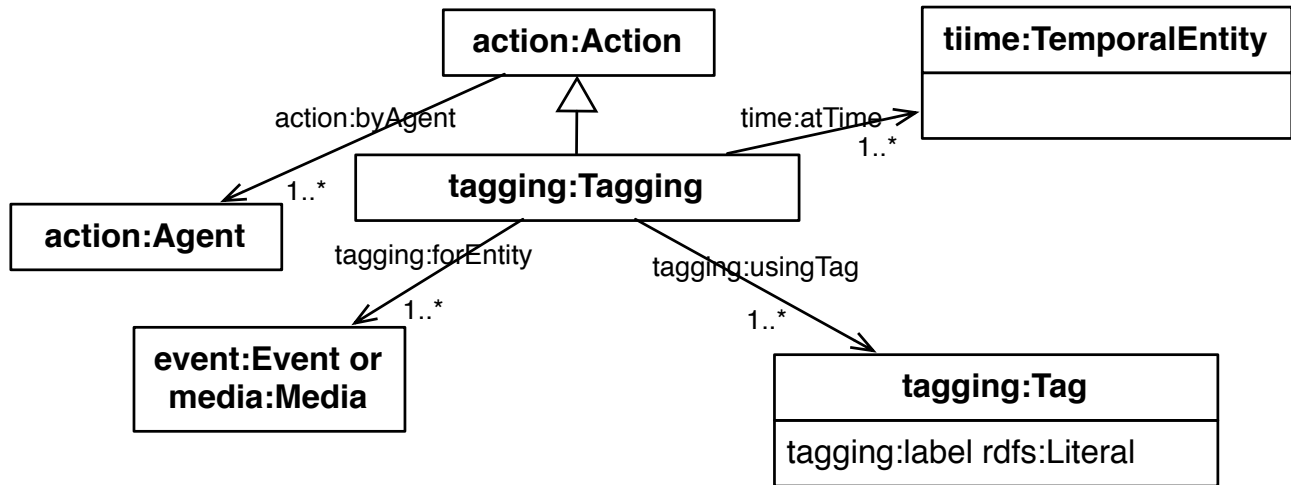 action:Action
tiime:TemporalEntity
action:byAgent
time:atTime
1..*
1..*
tagging:Tagging
action:Agent
tagging:forEntity
tagging:usingTag
1..*
1..*
event:Event or
media:Media
tagging:Tag
tagging:label rdfs:Literal